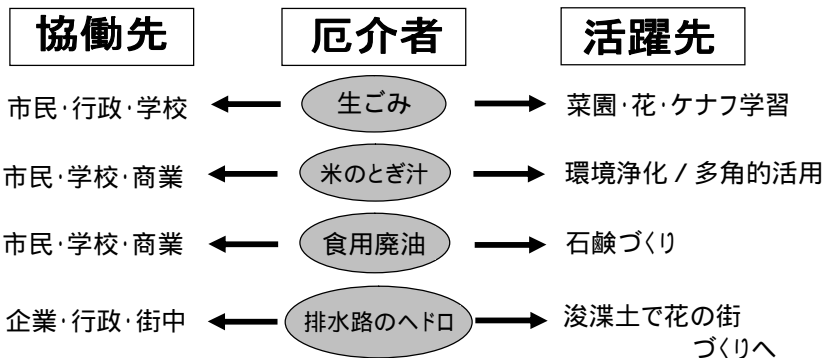 協働先 厄介者 活躍先
市民・行政・学校 生ごみ 菜園・花・ケナフ学習
市民・学校・商業 米のとぎ汁 環境浄化 / 多角的活用
市民・学校・商業 食用廃油 石鹸づくり
企業・行政・街中 排水路のヘドロ 浚渫土で花の街
づくりへ